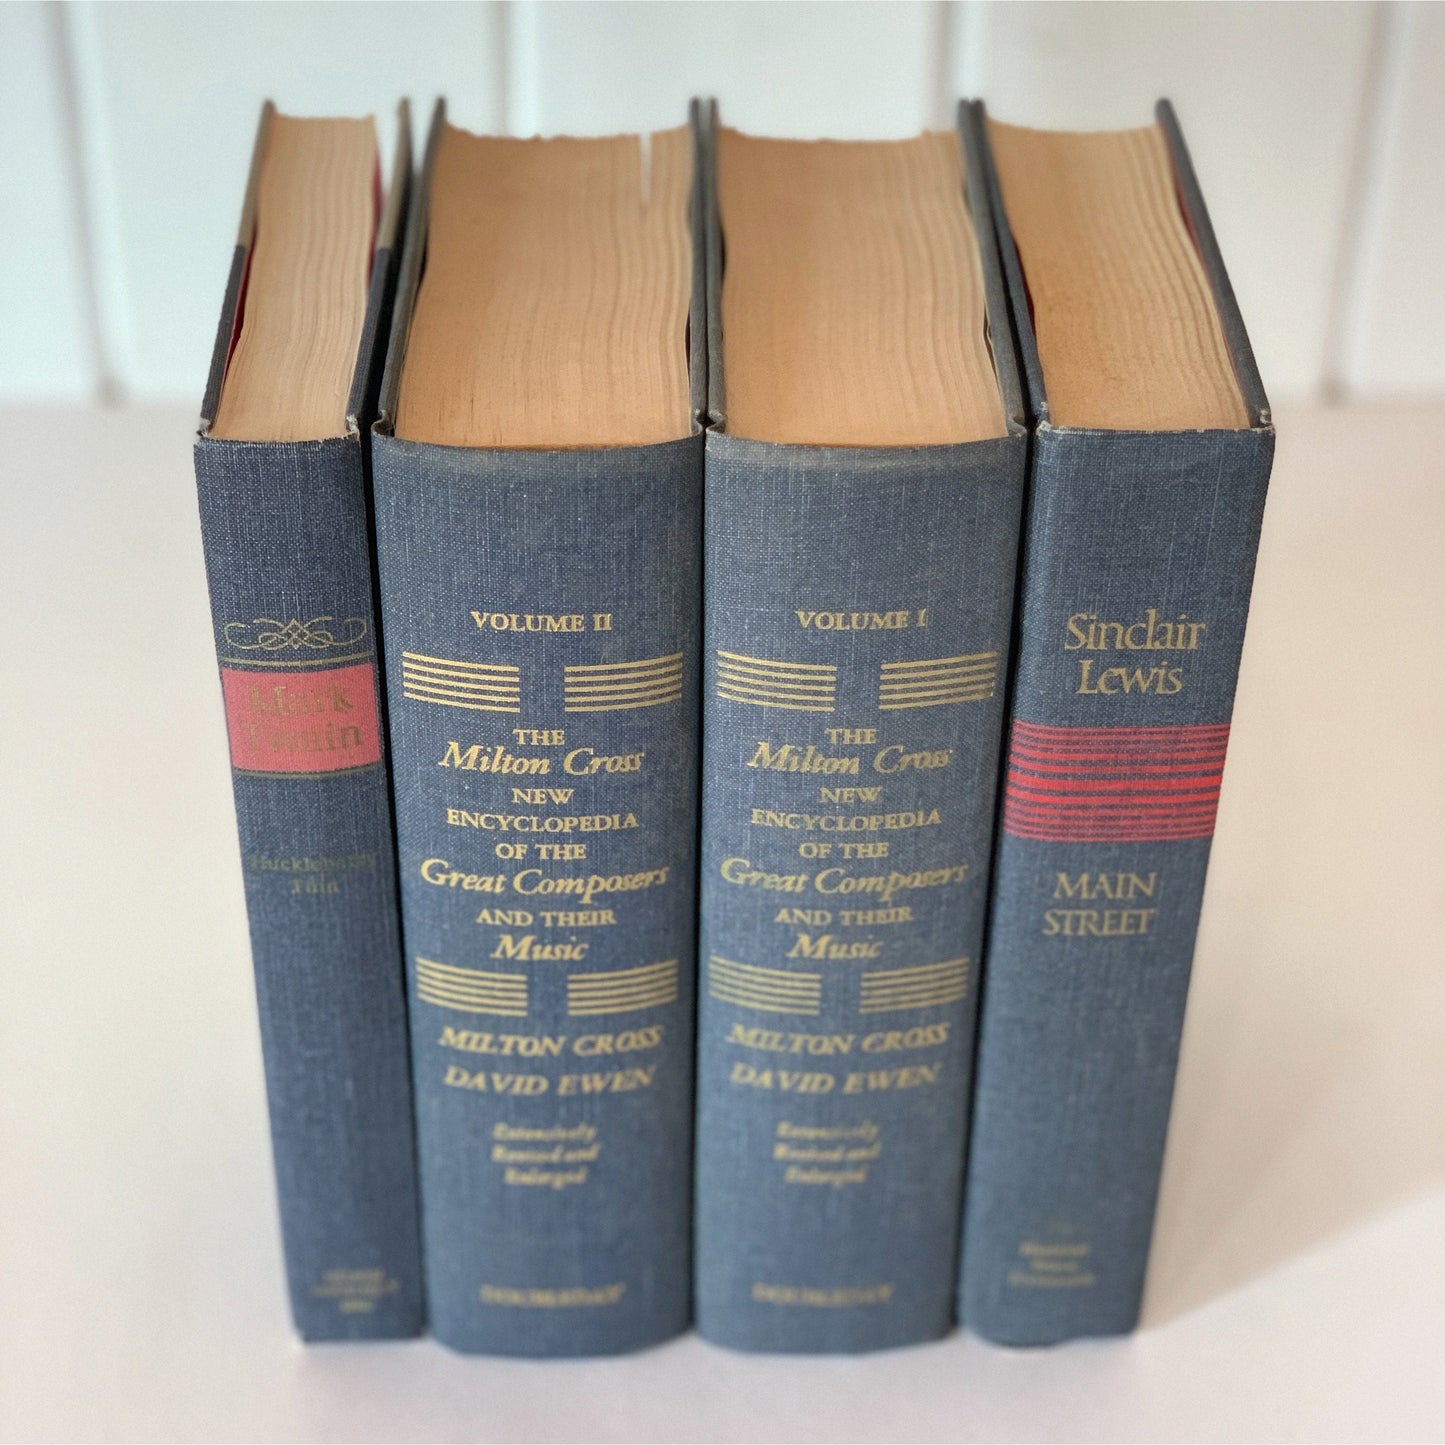 Mark
Twain
Huckleberry
Finn
VOLUME II
THE
Milton Cross
NEW
ENCYCLOPEDIA
OF THE
Great Composers
AND THEIR
Music
MILTON CROSS
DAVID EWEN
Extensively
Revised and
Enlarged
DOUBLEDAY
VOLUME I
THE
Milton Cross
NEW
ENCYCLOPEDIA
OF THE
Great Composers
AND THEIR
Music
MILTON CROSS
DAVID EWEN
Extensively
Revised and
Enlarged
DOUBLEDAY
Sinclair
Lewis
MAIN
STREET